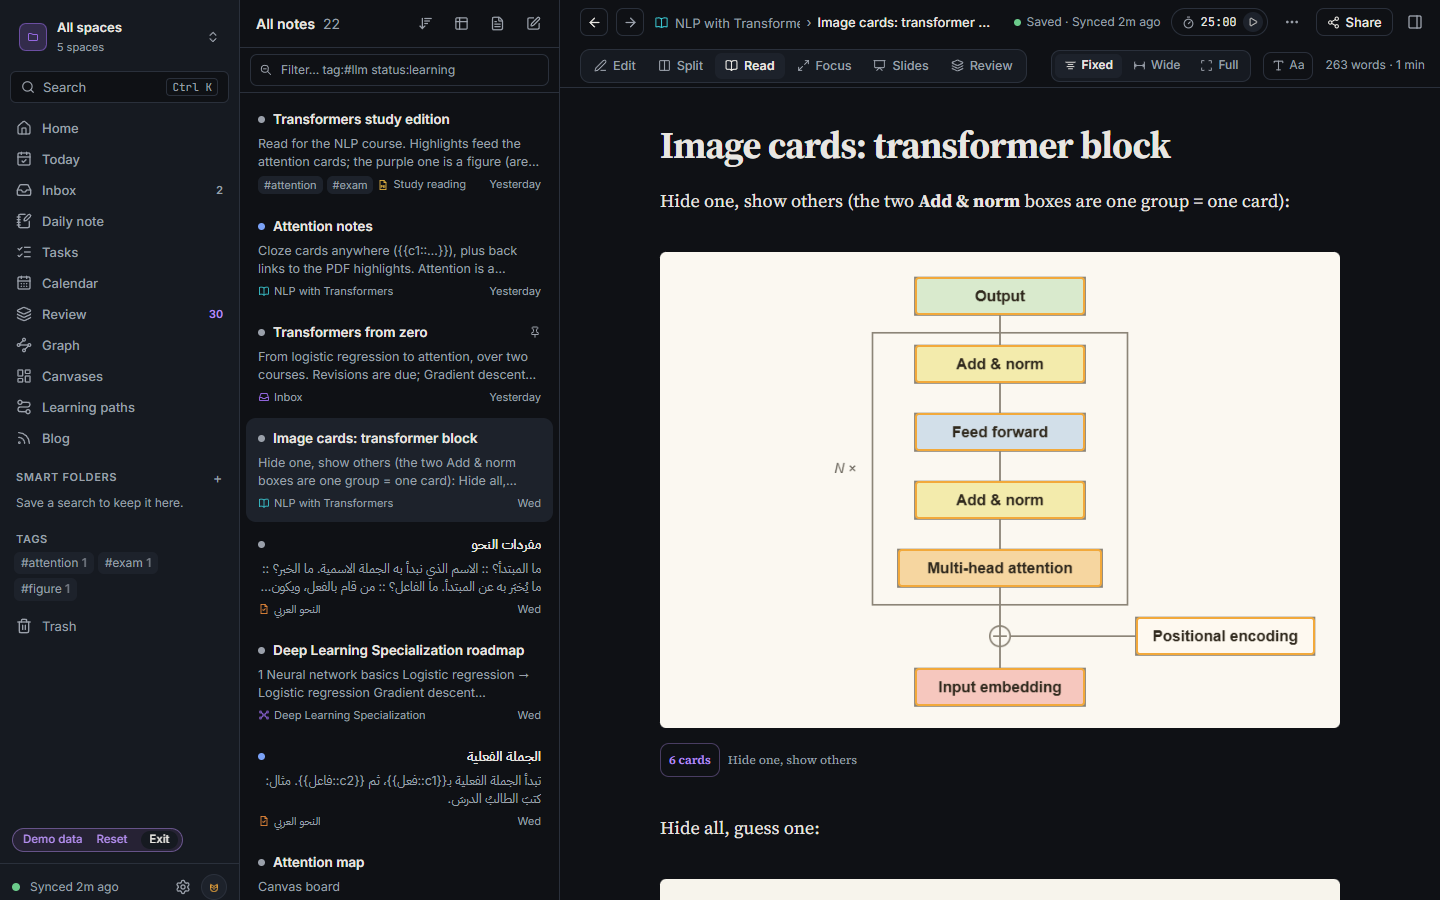 All spaces
5 spaces
Search
Ctrl K
Home
Today
Inbox
2
Daily note
Tasks
Calendar
Review
30
Graph
Canvases
Learning paths
Blog
SMART FOLDERS
+
Save a search to keep it here.
TAGS
#attention 1
#exam 1
#figure 1
Trash
Demo data
Reset
Exit
Synced 2m ago
All notes 22
Filter... tag:#llm status:learning
Transformers study edition
Read for the NLP course. Highlights feed the
attention cards; the purple one is a figure (are...
#attention #exam Study reading Yesterday
Attention notes
Cloze cards anywhere ({{c1::...}}), plus back
links to the PDF highlights. Attention is a...
NLP with Transformers Yesterday
Transformers from zero
From logistic regression to attention, over two
courses. Revisions are due; Gradient descent...
Inbox Yesterday
Image cards: transformer block
Hide one, show others (the two Add & norm
boxes are one group = one card): Hide all,...
NLP with Transformers Wed
مفردات النحو
ما المبتدأ؟ :: الاسم الذي نبدأ به الجملة الاسمية. ما الخبر؟ ::
ما يُخبَر به عن المبتدأ. ما الفاعل؟ :: من قام بالفعل، ويكون...
النحو العربي Wed
Deep Learning Specialization roadmap
1 Neural network basics Logistic regression →
Logistic regression Gradient descent...
Deep Learning Specialization Wed
الجملة الفعلية
تبدأ الجملة الفعلية بـ{{c1::فعل}}، ثم {{c2::فاعل}}. مثال:
كتبَ الطالبُ الدرسَ.
النحو العربي Wed
Attention map
Canvas board
NLP with Transforme › Image cards: transformer ...
Saved · Synced 2m ago
25:00
Share
Edit
Split
Read
Focus
Slides
Review
Fixed
Wide
Full
Aa
263 words · 1 min
Image cards: transformer block
Hide one, show others (the two Add & norm boxes are one group = one card):
Output
Add & norm
Feed forward
N ×
Add & norm
Multi-head attention
Positional encoding
Input embedding
6 cards Hide one, show others
Hide all, guess one: